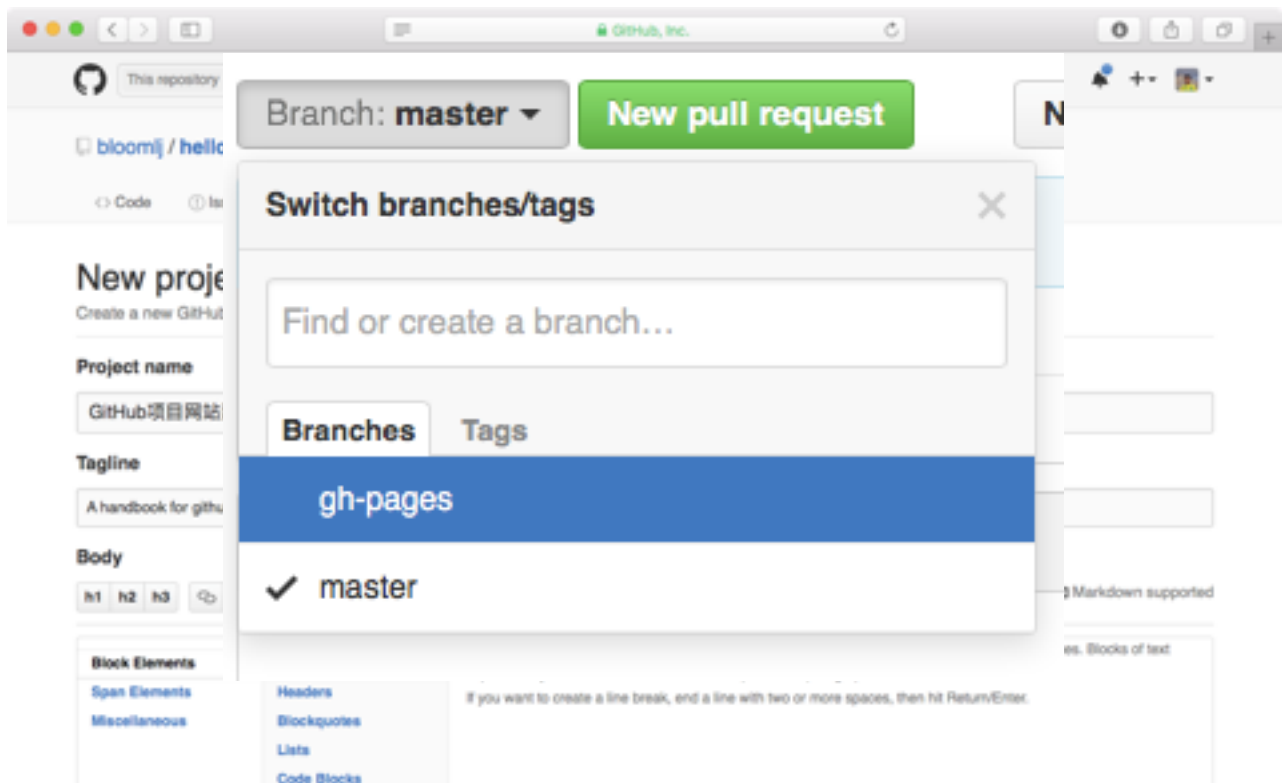 GitHub, Inc.
This repository
Branch: master
New pull request
N
bloomlj / hello
Code
Switch branches/tags
New proje
Find or create a branch...
Create a new GitHub
Project name
GitHub项目网站
Branches Tags
Tagline
gh-pages
A handbook for githu
Body
master
h1 h2 h3
Markdown supported
Block Elements
es. Blocks of text
Span Elements
Headers
If you want to create a line break, end a line with two or more spaces, then hit Return/Enter.
Miscellaneous
Blockquotes
Lists
Code Blocks